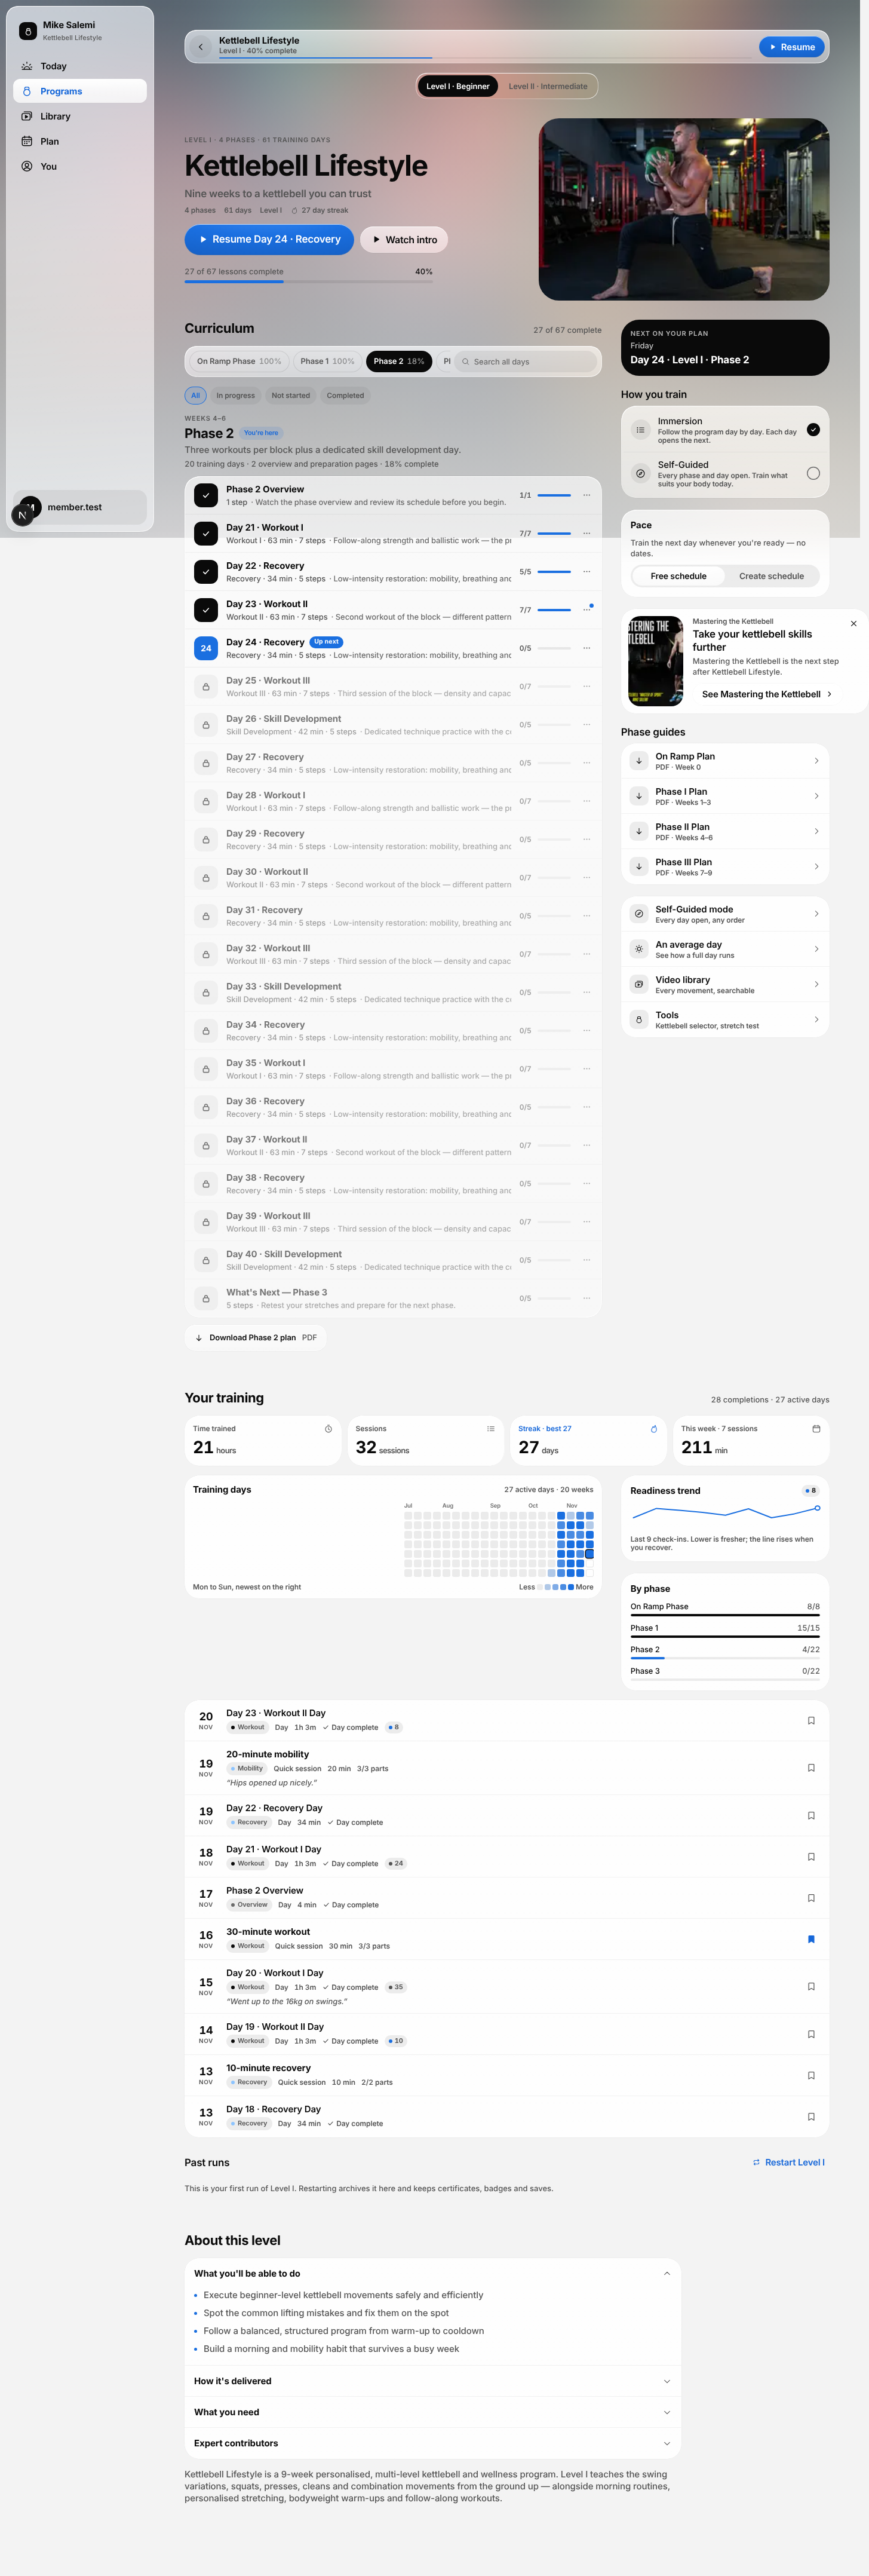 Mike Salemi
Kettlebell Lifestyle
Today
Programs
Library
Plan
You
member.test
N
Kettlebell Lifestyle
Level I · 40% complete
Resume
Level I · Beginner
Level II · Intermediate
LEVEL I · 4 PHASES · 61 TRAINING DAYS
Kettlebell Lifestyle
Nine weeks to a kettlebell you can trust
4 phases 61 days Level I 27 day streak
Resume Day 24 · Recovery
Watch intro
27 of 67 lessons complete 40%
Curriculum
27 of 67 complete
On Ramp Phase 100%
Phase 1 100%
Phase 2 18%
Search all days
All
In progress
Not started
Completed
WEEKS 4–6
Phase 2 You're here
Three workouts per block plus a dedicated skill development day.
20 training days · 2 overview and preparation pages · 18% complete
Phase 2 Overview
1 step · Watch the phase overview and review its schedule before you begin.
1/1
Day 21 · Workout I
Workout I · 63 min · 7 steps · Follow-along strength and ballistic work — the
7/7
Day 22 · Recovery
Recovery · 34 min · 5 steps · Low-intensity restoration: mobility, breathing
5/5
Day 23 · Workout II
Workout II · 63 min · 7 steps · Second workout of the block — different pattern
7/7
24
Day 24 · Recovery Up next
Recovery · 34 min · 5 steps · Low-intensity restoration: mobility, breathing
0/5
Day 25 · Workout III
Workout III · 63 min · 7 steps · Third session of the block — density and capac
0/7
Day 26 · Skill Development
Skill Development · 42 min · 5 steps · Dedicated technique practice with the
0/5
Day 27 · Recovery
Recovery · 34 min · 5 steps · Low-intensity restoration: mobility, breathing
0/5
Day 28 · Workout I
Workout I · 63 min · 7 steps · Follow-along strength and ballistic work — the
0/7
Day 29 · Recovery
Recovery · 34 min · 5 steps · Low-intensity restoration: mobility, breathing
0/5
Day 30 · Workout II
Workout II · 63 min · 7 steps · Second workout of the block — different pattern
0/7
Day 31 · Recovery
Recovery · 34 min · 5 steps · Low-intensity restoration: mobility, breathing
0/5
Day 32 · Workout III
Workout III · 63 min · 7 steps · Third session of the block — density and capac
0/7
Day 33 · Skill Development
Skill Development · 42 min · 5 steps · Dedicated technique practice with the
0/5
Day 34 · Recovery
Recovery · 34 min · 5 steps · Low-intensity restoration: mobility, breathing
0/5
Day 35 · Workout I
Workout I · 63 min · 7 steps · Follow-along strength and ballistic work — the
0/7
Day 36 · Recovery
Recovery · 34 min · 5 steps · Low-intensity restoration: mobility, breathing
0/5
Day 37 · Workout II
Workout II · 63 min · 7 steps · Second workout of the block — different pattern
0/7
Day 38 · Recovery
Recovery · 34 min · 5 steps · Low-intensity restoration: mobility, breathing
0/5
Day 39 · Workout III
Workout III · 63 min · 7 steps · Third session of the block — density and capac
0/7
Day 40 · Skill Development
Skill Development · 42 min · 5 steps · Dedicated technique practice with the
0/5
What's Next — Phase 3
5 steps · Retest your stretches and prepare for the next phase.
0/5
Download Phase 2 plan PDF
NEXT ON YOUR PLAN
Friday
Day 24 · Level I · Phase 2
How you train
Immersion
Follow the program day by day. Each day
opens the next.
Self-Guided
Every phase and day open. Train what
suits your body today.
Pace
Train the next day whenever you're ready — no
dates.
Free schedule
Create schedule
Mastering the Kettlebell
Take your kettlebell skills
further
Mastering the Kettlebell is the next step
after Kettlebell Lifestyle.
See Mastering the Kettlebell
Phase guides
On Ramp Plan
PDF · Week 0
Phase I Plan
PDF · Weeks 1–3
Phase II Plan
PDF · Weeks 4–6
Phase III Plan
PDF · Weeks 7–9
Self-Guided mode
Every day open, any order
An average day
See how a full day runs
Video library
Every movement, searchable
Tools
Kettlebell selector, stretch test
Your training
28 completions · 27 active days
Time trained
21 hours
Sessions
32 sessions
Streak · best 27
27 days
This week · 7 sessions
211 min
Training days
27 active days · 20 weeks
Jul Aug Sep Oct Nov
Mon to Sun, newest on the right
Less More
Readiness trend
8
Last 9 check-ins. Lower is fresher; the line rises when
you recover.
By phase
On Ramp Phase 8/8
Phase 1 15/15
Phase 2 4/22
Phase 3 0/22
20 NOV
Day 23 · Workout II Day
Workout Day 1h 3m Day complete 8
19 NOV
20-minute mobility
Mobility Quick session 20 min 3/3 parts
“Hips opened up nicely.”
19 NOV
Day 22 · Recovery Day
Recovery Day 34 min Day complete
18 NOV
Day 21 · Workout I Day
Workout Day 1h 3m Day complete 24
17 NOV
Phase 2 Overview
Overview Day 4 min Day complete
16 NOV
30-minute workout
Workout Quick session 30 min 3/3 parts
15 NOV
Day 20 · Workout I Day
Workout Day 1h 3m Day complete 35
“Went up to the 16kg on swings.”
14 NOV
Day 19 · Workout II Day
Workout Day 1h 3m Day complete 10
13 NOV
10-minute recovery
Recovery Quick session 10 min 2/2 parts
13 NOV
Day 18 · Recovery Day
Recovery Day 34 min Day complete
Past runs
Restart Level I
This is your first run of Level I. Restarting archives it here and keeps certificates, badges and saves.
About this level
What you'll be able to do
Execute beginner-level kettlebell movements safely and efficiently
Spot the common lifting mistakes and fix them on the spot
Follow a balanced, structured program from warm-up to cooldown
Build a morning and mobility habit that survives a busy week
How it's delivered
What you need
Expert contributors
Kettlebell Lifestyle is a 9-week personalised, multi-level kettlebell and wellness program. Level I teaches the swing
variations, squats, presses, cleans and combination movements from the ground up — alongside morning routines,
personalised stretching, bodyweight warm-ups and follow-along workouts.